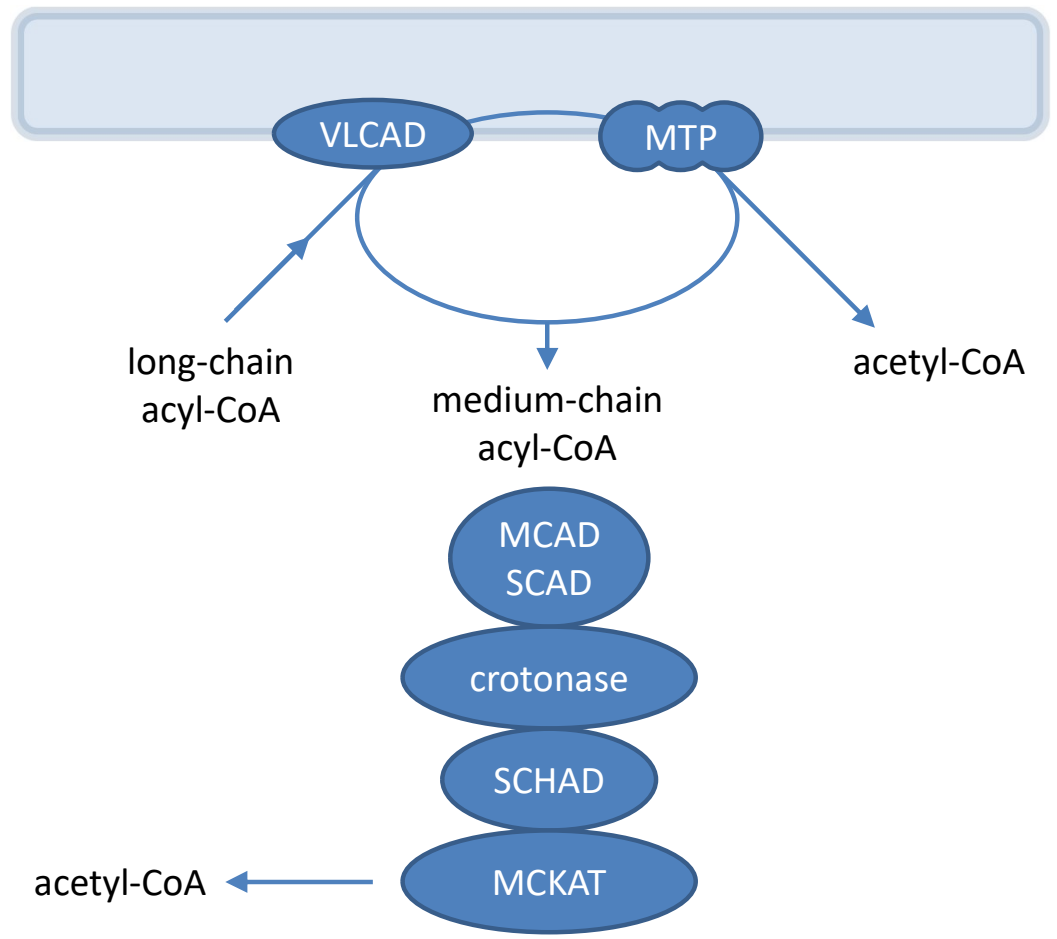 VLCAD
MTP
long-chain
acyl-CoA
medium-chain
acyl-CoA
acetyl-CoA
MCAD
SCAD
crotonase
SCHAD
MCKAT
acetyl-CoA